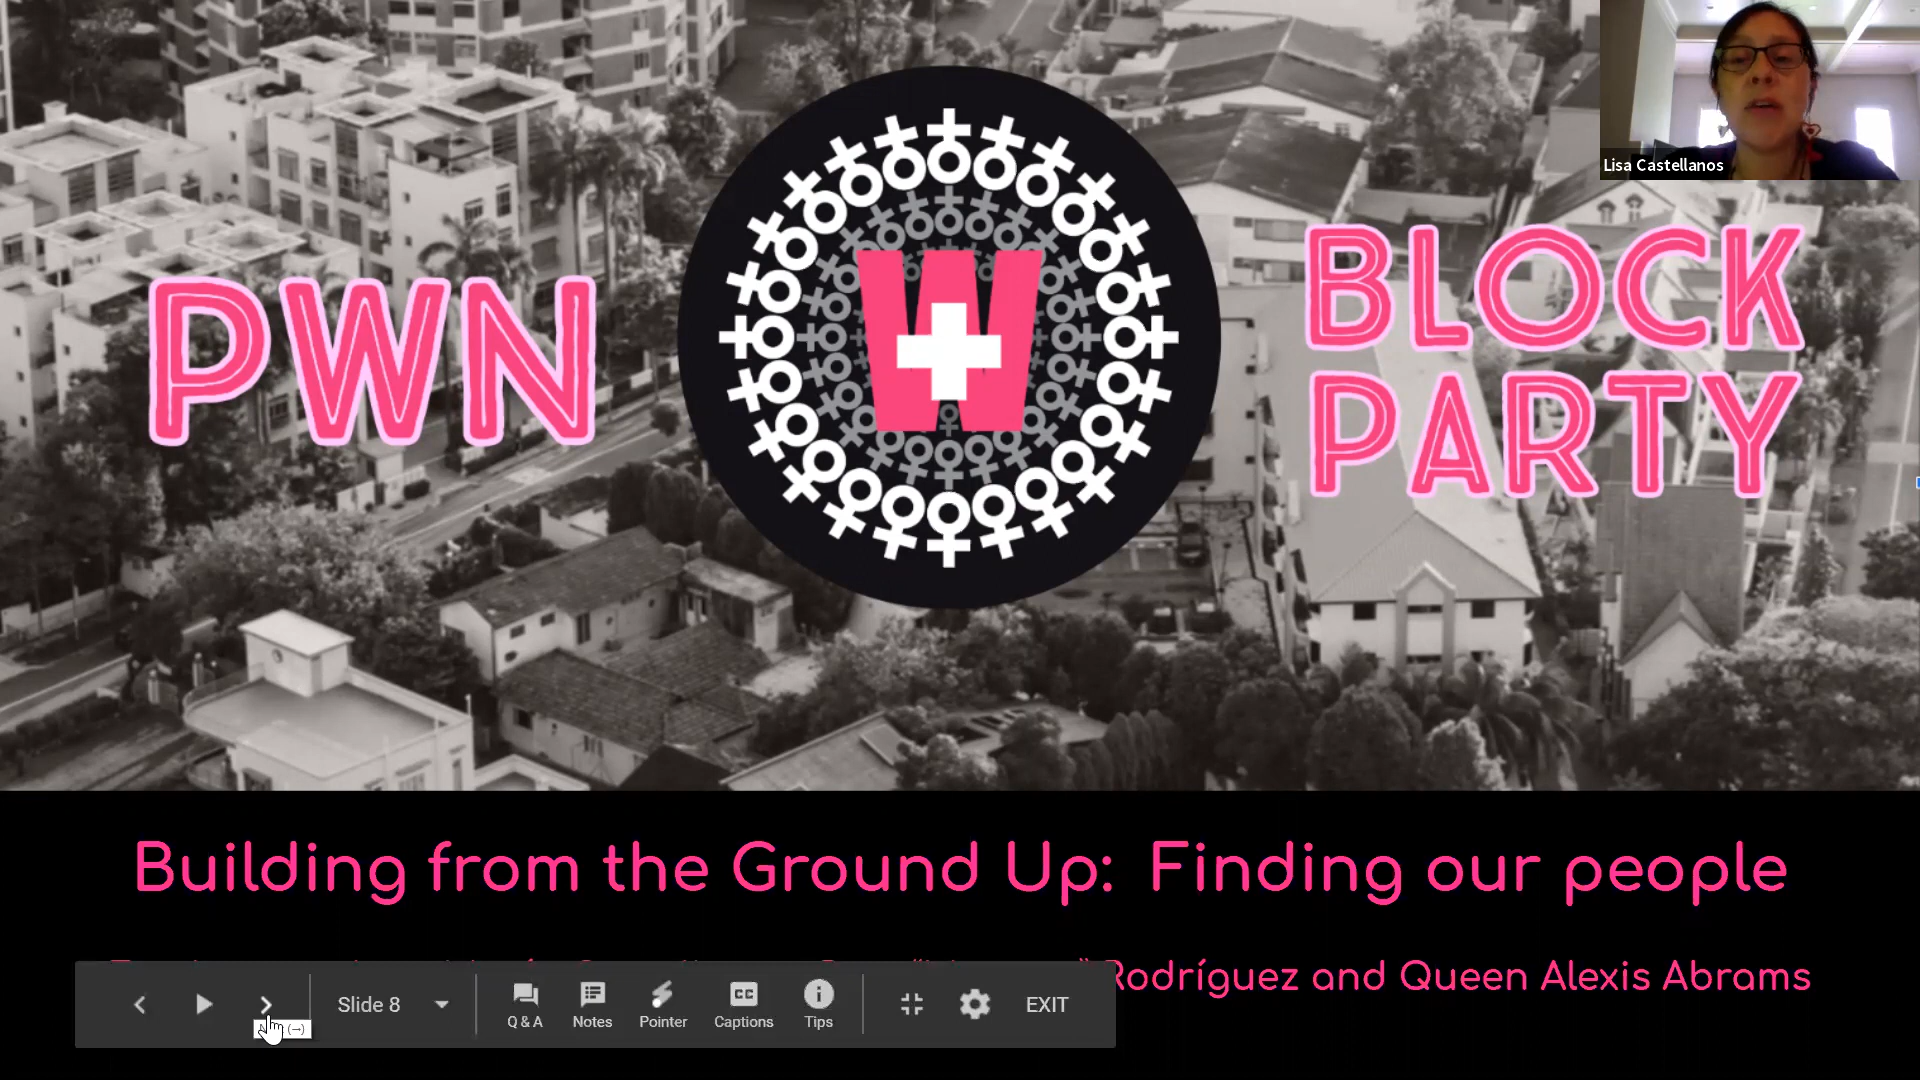 Lisa Castellanos
PWN
W
BLOCK
PARTY
Building from the Ground Up: Finding our people
Rodríguez and Queen Alexis Abrams
Slide 8
Q & A
Notes
Pointer
CC
Captions
Tips
EXIT
(→)